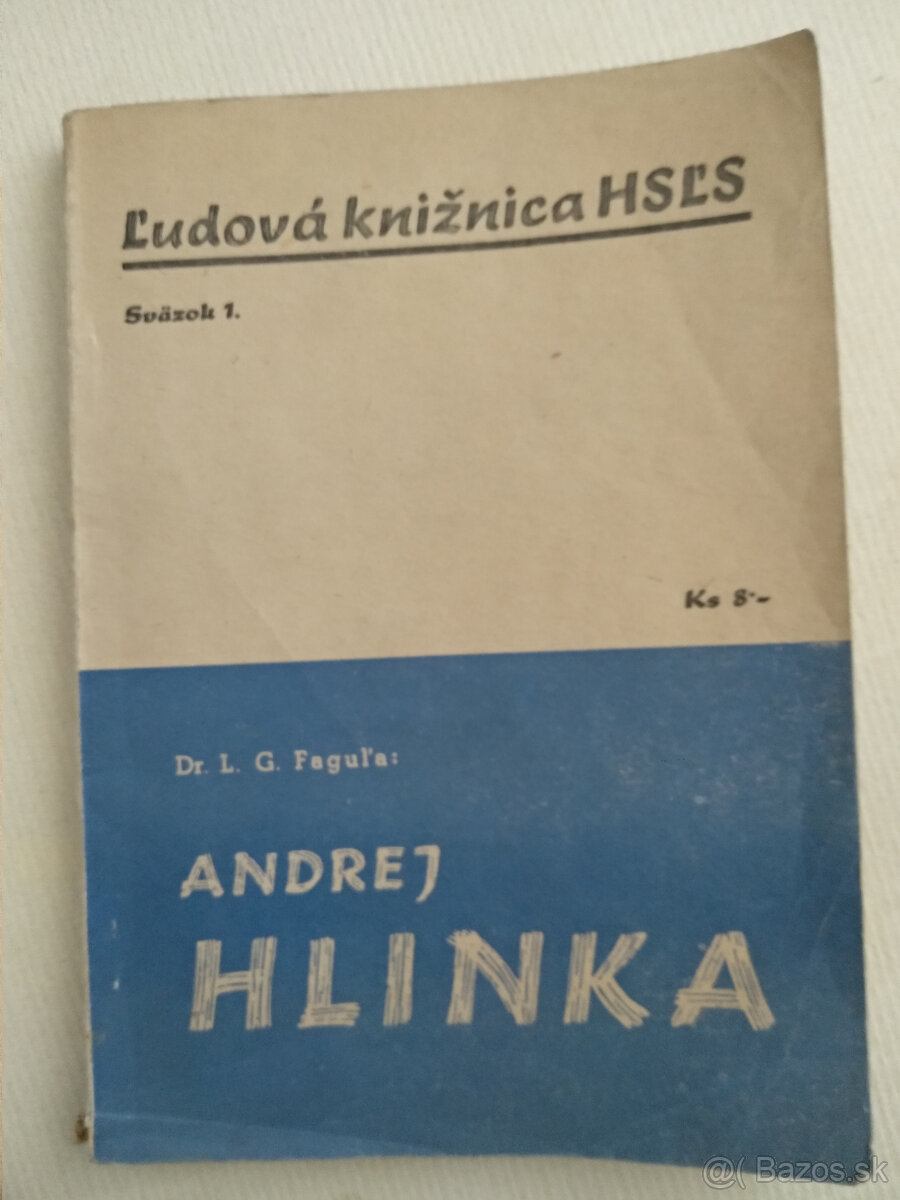 Ľudová knižnica HSĽS
Sväzok 1.
Ks 8·-
Dr. L. G. Faguľa:
ANDREJ
HLINKA
@( Bazos.sk